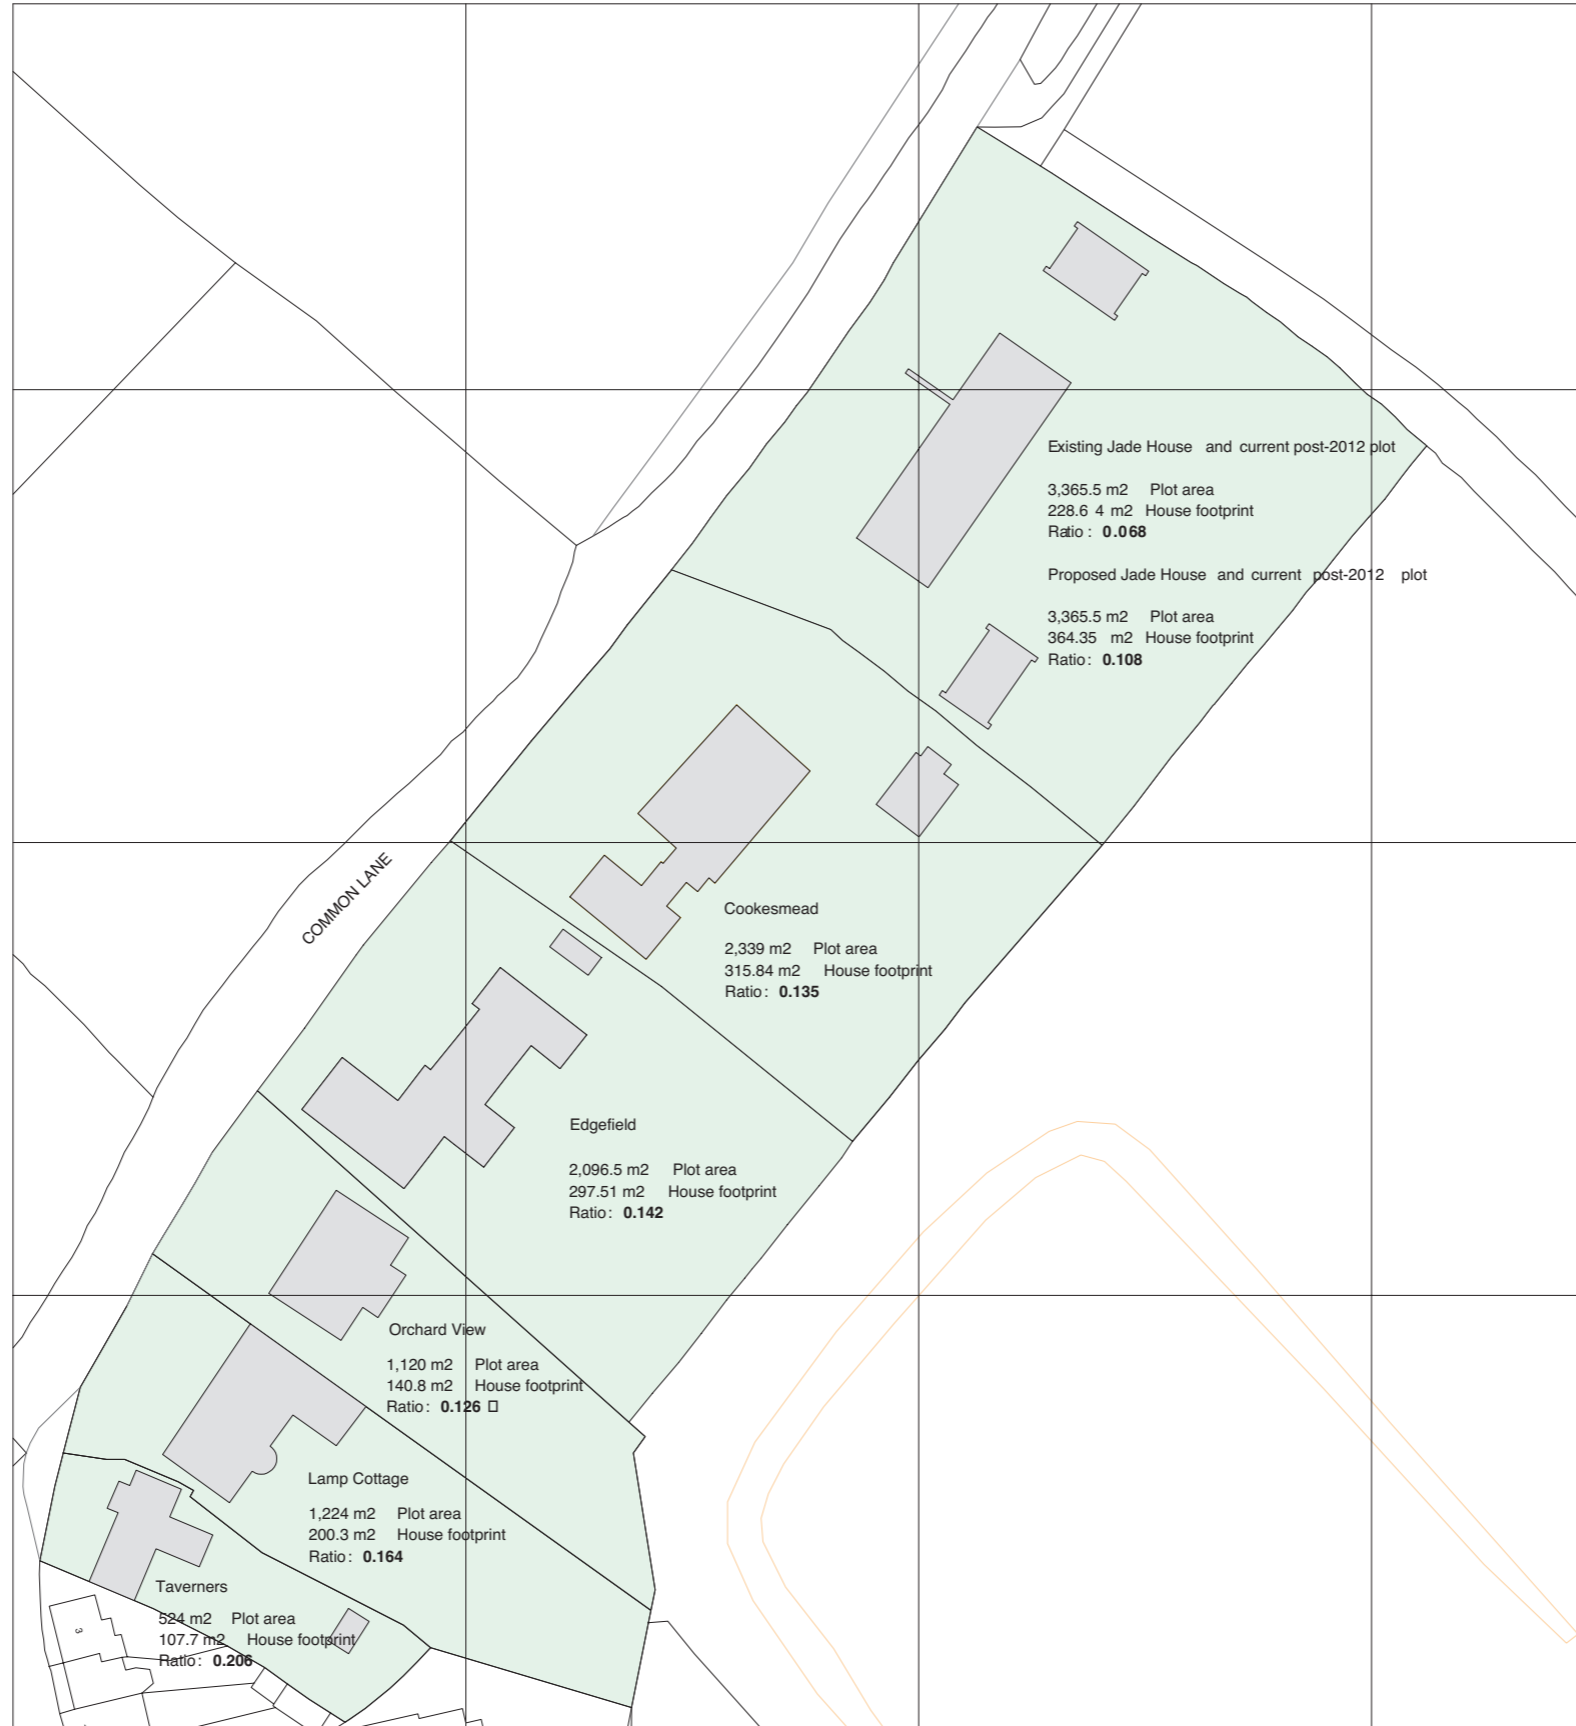 Existing Jade House and current post-2012 plot
3,365.5 m2 Plot area
228.6 4 m2 House footprint
Ratio : 0.068
Proposed Jade House and current post-2012 plot
3,365.5 m2 Plot area
364.35 m2 House footprint
Ratio : 0.108
COMMON LANE
Cookesmead
2,339 m2 Plot area
315.84 m2 House footprint
Ratio : 0.135
Edgefield
2,096.5 m2 Plot area
297.51 m2 House footprint
Ratio : 0.142
Orchard View
1,120 m2 Plot area
140.8 m2 House footprint
Ratio : 0.126
Lamp Cottage
1,224 m2 Plot area
200.3 m2 House footprint
Ratio : 0.164
Taverners
524 m2 Plot area
107.7 m2 House footprint
Ratio : 0.206
3